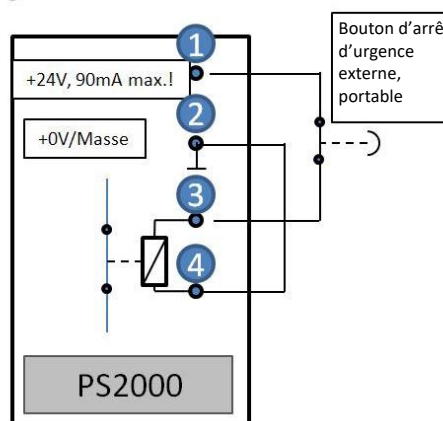 1
Bouton d'arrê
d'urgence
externe,
portable
+24V, 90mA max.!
2
+0V/Masse
3
4
PS2000